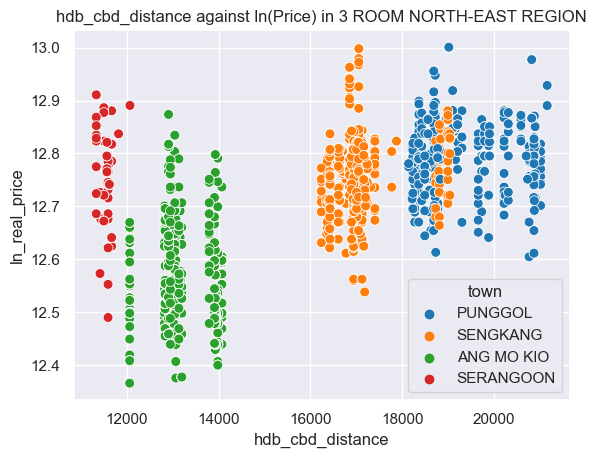 hdb_cbd_distance against ln(Price) in 3 ROOM NORTH-EAST REGION
13.0
12.9
12.8
12.7
12.6
12.5
12.4
ln_real_price
town
PUNGGOL
SENGKANG
ANG MO KIO
SERANGOON
12000 14000 16000 18000 20000
hdb_cbd_distance